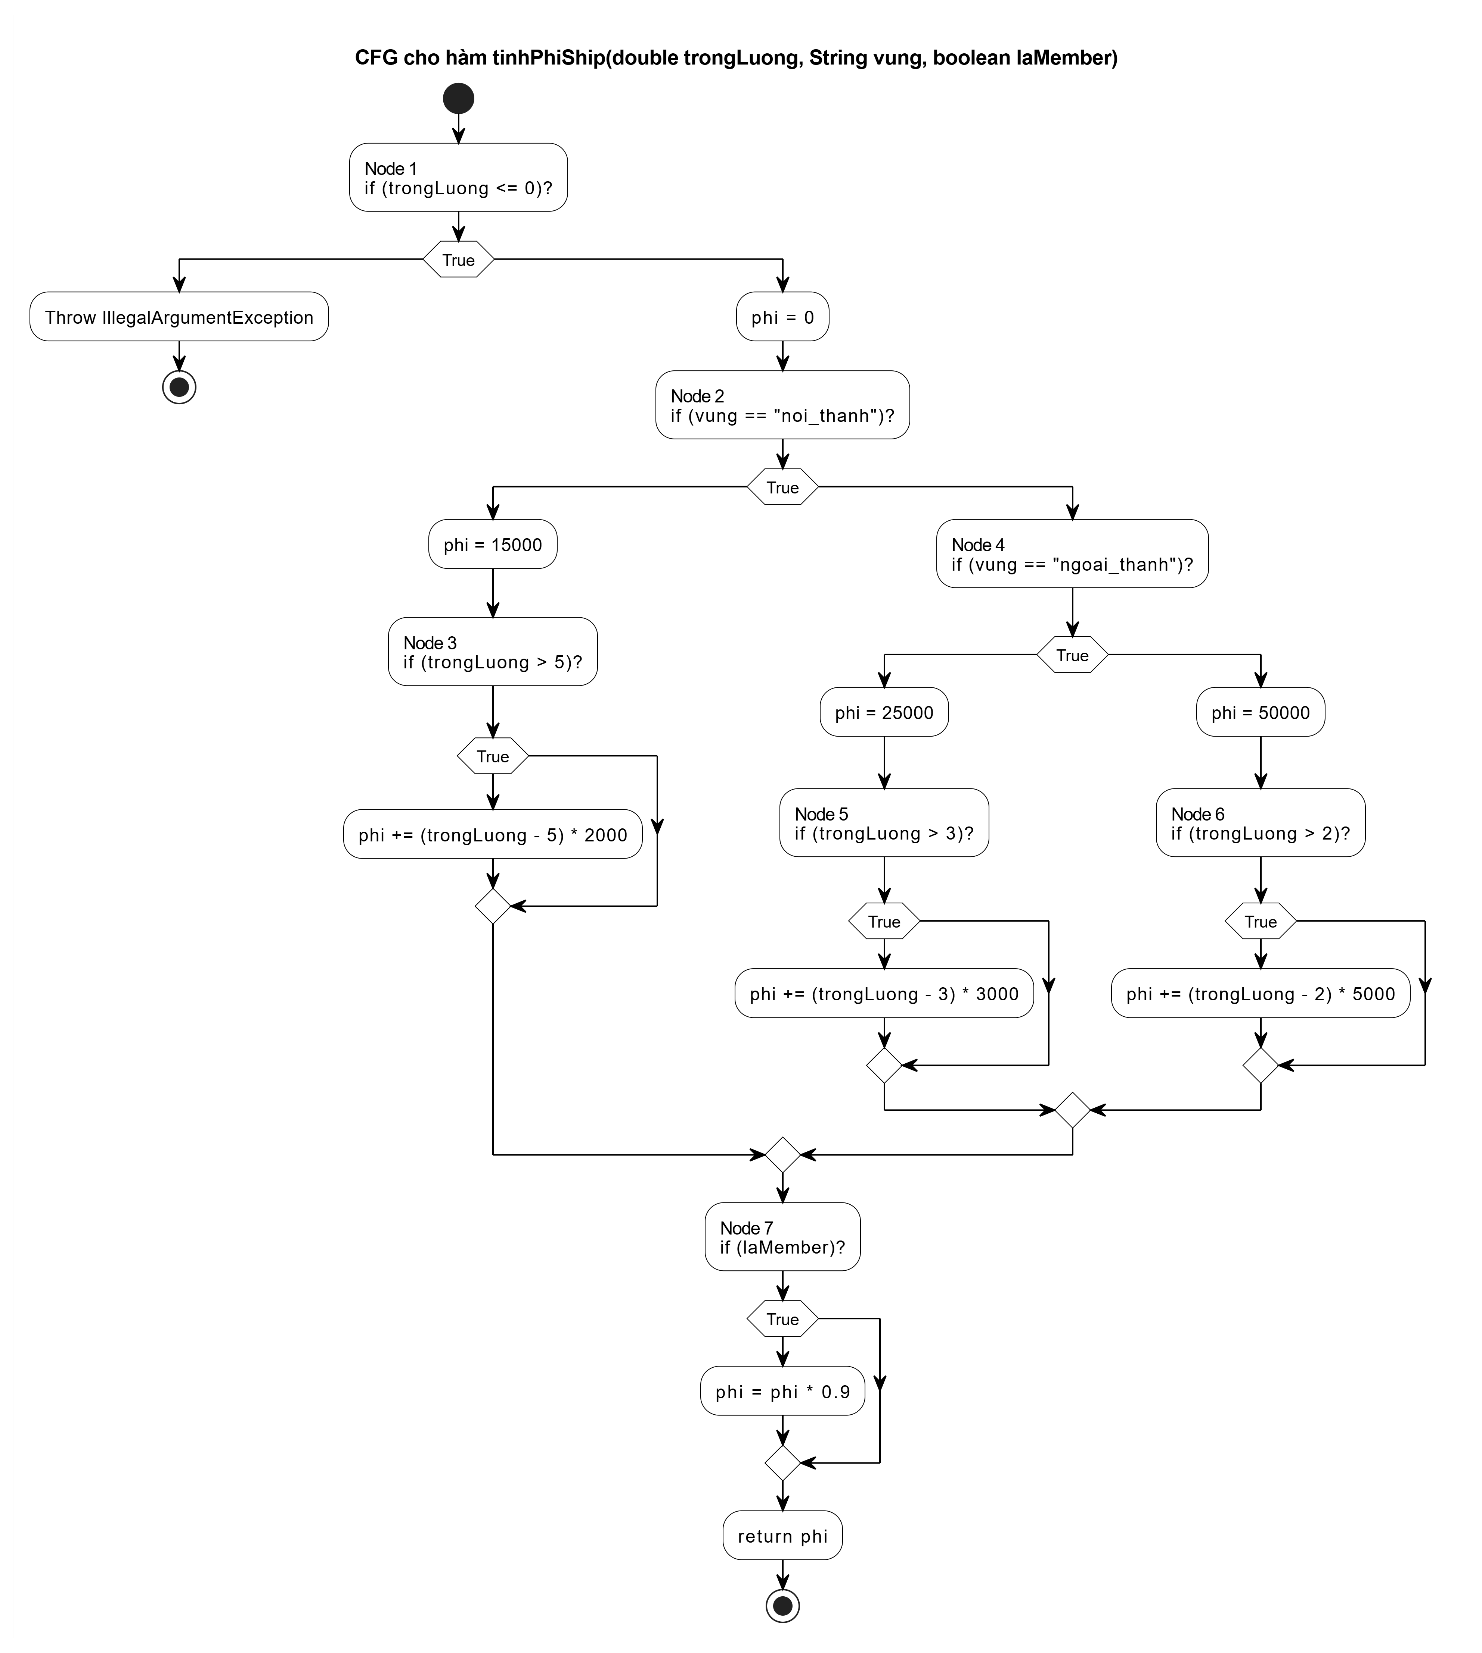 CFG cho hàm tinhPhiShip(double trongLuong, String vung, boolean laMember)
Node 1
if (trongLuong <= 0)?
True
Throw IllegalArgumentException
phi = 0
Node 2
if (vung == "noi_thanh")?
True
phi = 15000
Node 4
if (vung == "ngoai_thanh")?
Node 3
if (trongLuong > 5)?
True
phi = 25000
phi = 50000
True
Node 5
if (trongLuong > 3)?
Node 6
if (trongLuong > 2)?
phi += (trongLuong - 5) * 2000
True
True
phi += (trongLuong - 3) * 3000
phi += (trongLuong - 2) * 5000
Node 7
if (laMember)?
True
phi = phi * 0.9
return phi